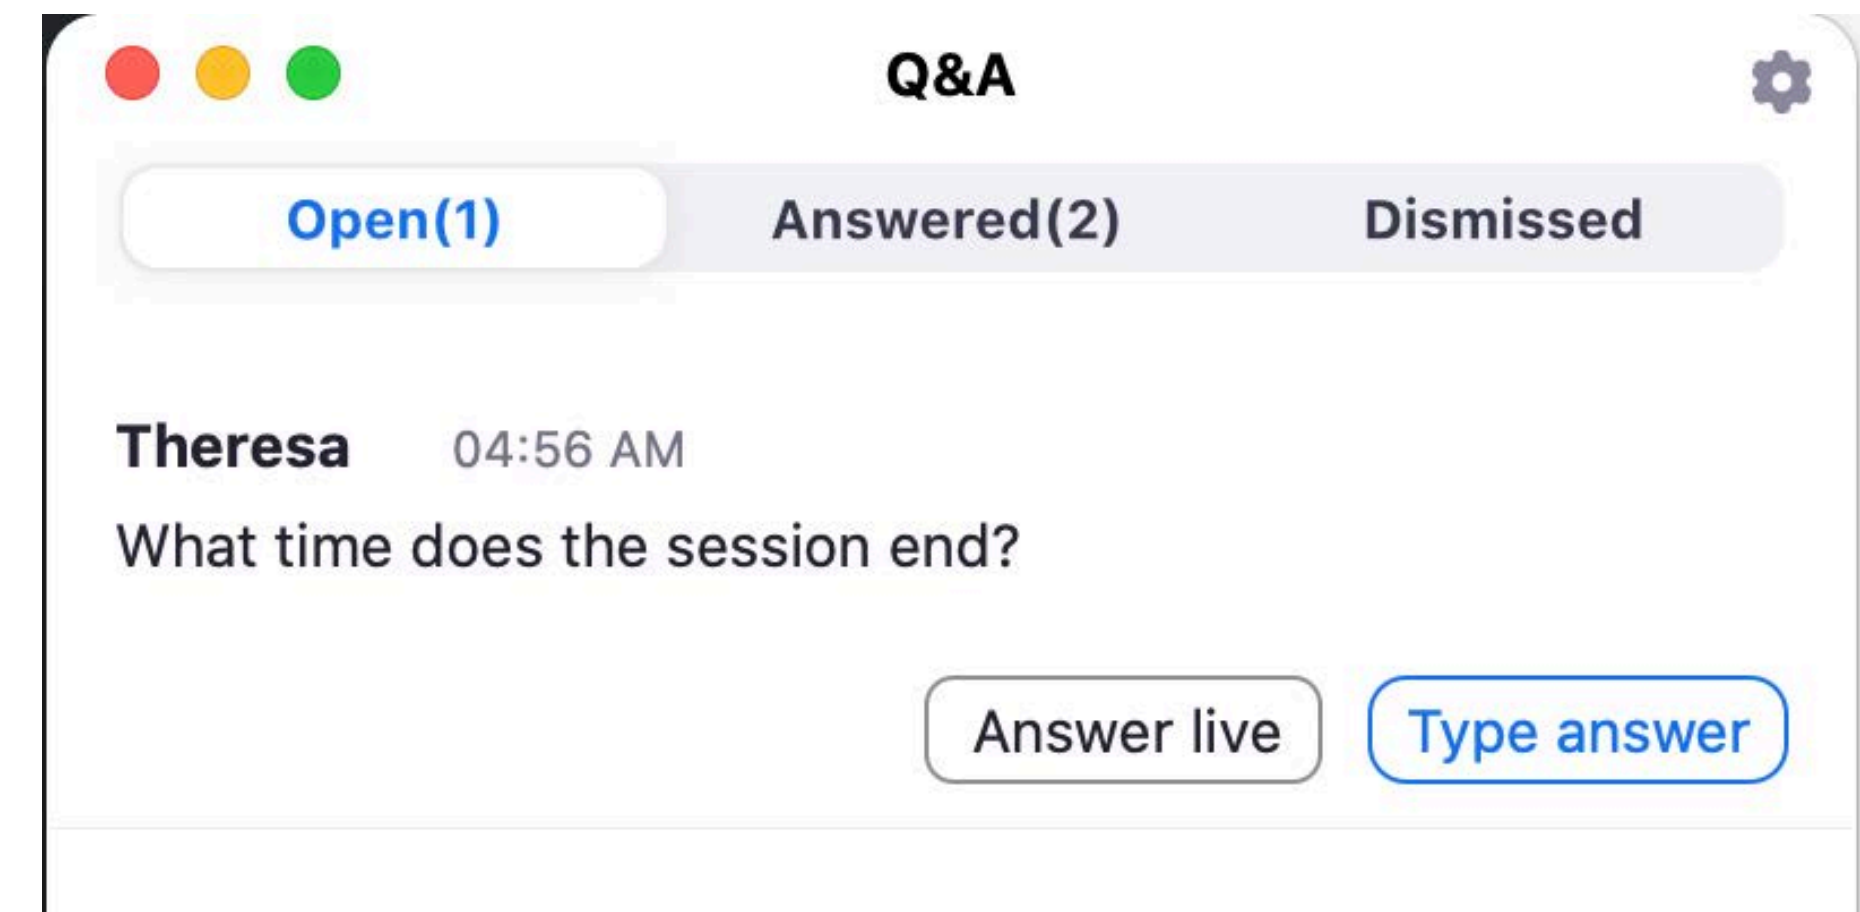 Q&A
Open(1) Answered(2) Dismissed
Theresa 04:56 AM
What time does the session end?
Answer live Type answer